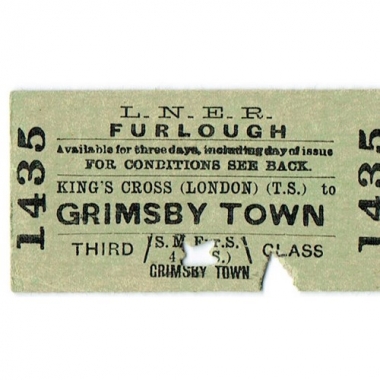 L. N. E. R.
FURLOUGH
Available for three days, including day of issue
FOR CONDITIONS SEE BACK.
KING'S CROSS (LONDON) (T.S.) to
GRIMSBY TOWN
THIRD CLASS
GRIMSBY TOWN
1435
1435